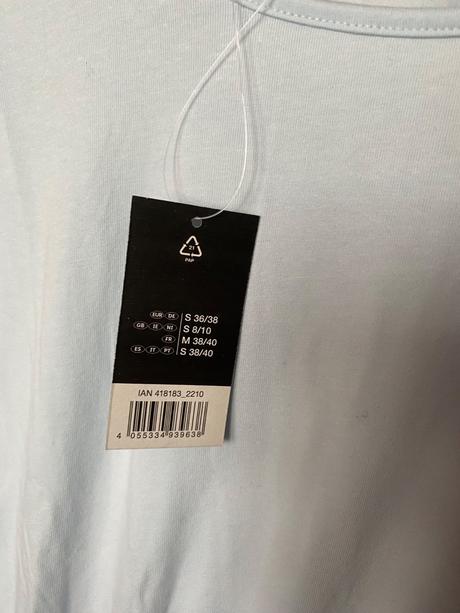 21
PAP
EUR DE S 36/38
GB IE NI S 8/10
FR M 38/40
ES IT PT S 38/40
IAN 418183_2210
4 055334 939638